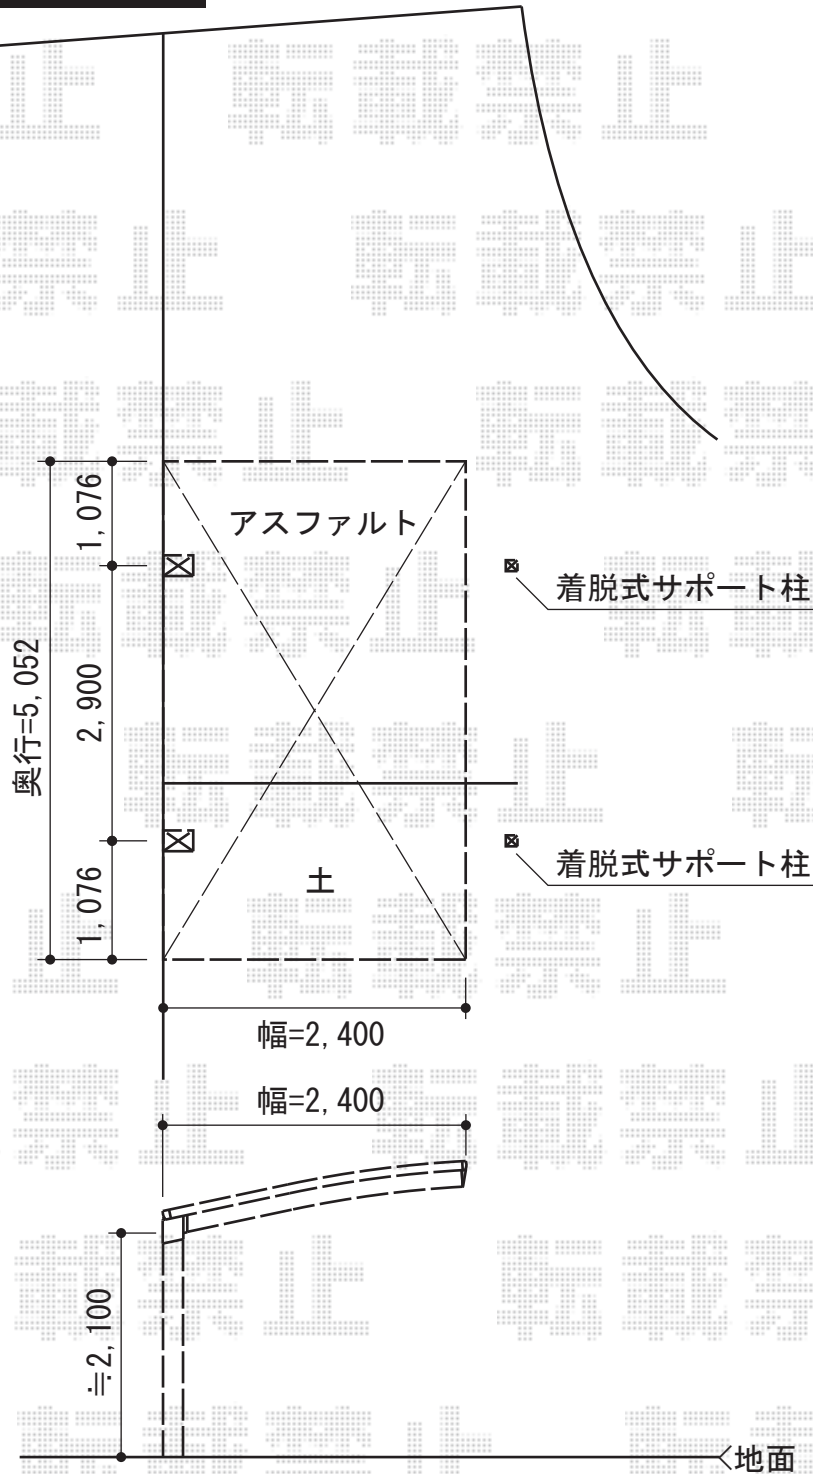 転載禁止
1,076
アスファルト
着脱式サポート柱
奥行=5,052
2,900
着脱式サポート柱
1,076
土
幅=2,400
幅=2,400
≒2,100
地面